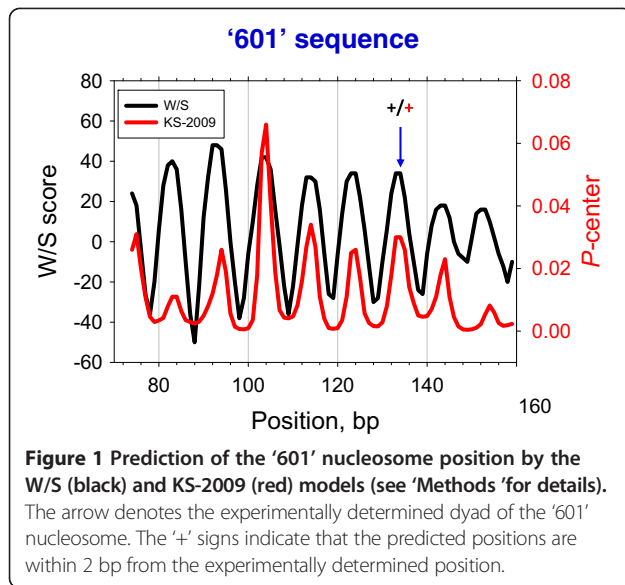 ‘601’ sequence
W/S
KS-2009
+/+
80
60
40
20
0
-20
-40
-60
W/S score
0.08
0.06
0.04
0.02
0.00
P-center
80
100
120
140
160
Position, bp
Figure 1 Prediction of the ‘601’ nucleosome position by the
W/S (black) and KS-2009 (red) models (see ‘Methods ’for details).
The arrow denotes the experimentally determined dyad of the ‘601’
nucleosome. The ‘+’ signs indicate that the predicted positions are
within 2 bp from the experimentally determined position.